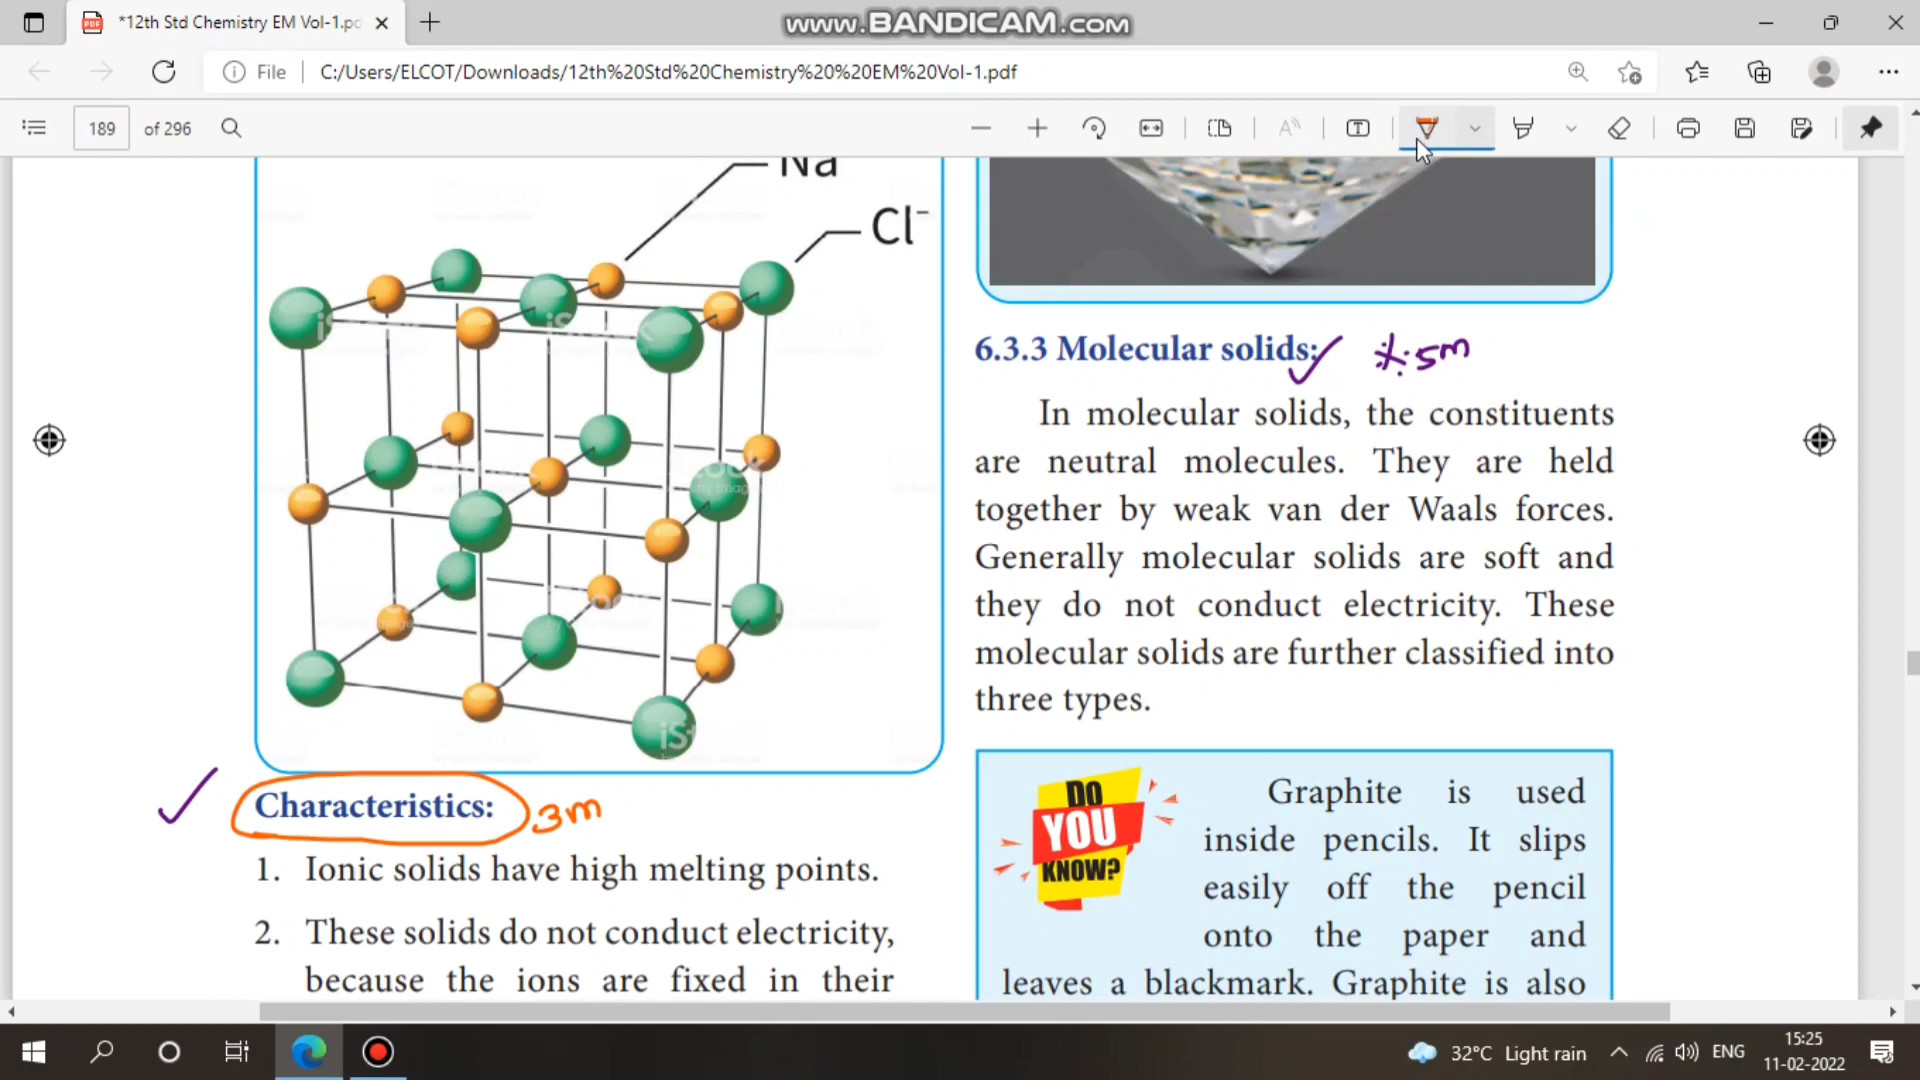 www.BANDICAM.com
*12th Std Chemistry EM Vol-1.pd
File
C:/Users/ELCOT/Downloads/12th%20Std%20Chemistry%20%20EM%20Vol-1.pdf
189 of 296
Na
Cl⁻
Characteristics: 3m
1. Ionic solids have high melting points.
2. These solids do not conduct electricity,
because the ions are fixed in their
6.3.3 Molecular solids: 5m
In molecular solids, the constituents
are neutral molecules. They are held
together by weak van der Waals forces.
Generally molecular solids are soft and
they do not conduct electricity. These
molecular solids are further classified into
three types.
DO
YOU
KNOW?
Graphite is used
inside pencils. It slips
easily off the pencil
onto the paper and
leaves a blackmark. Graphite is also
32°C Light rain
ENG
15:25
11-02-2022